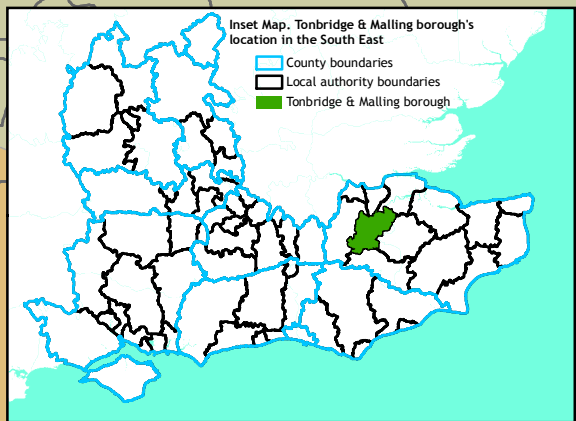 Inset Map. Tonbridge & Malling borough's
location in the South East
County boundaries
Local authority boundaries
Tonbridge & Malling borough